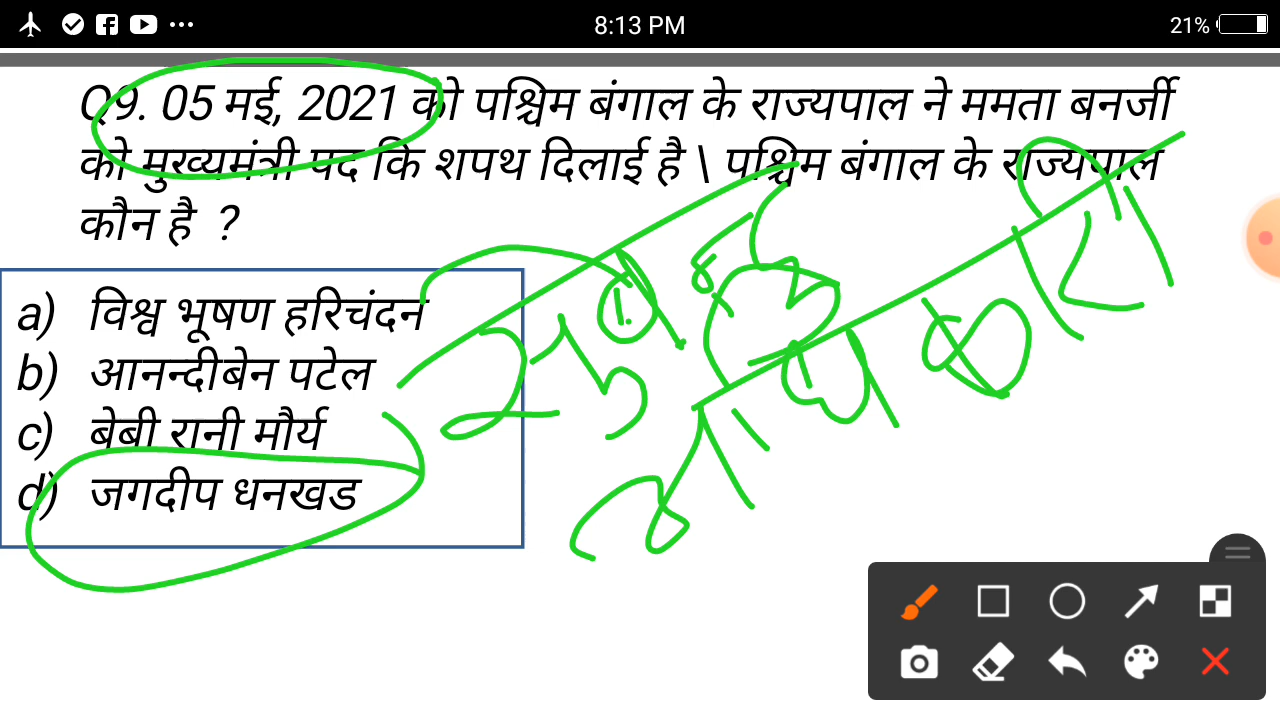 8:13 PM
21%
Q9. 05 मई, 2021 को पश्चिम बंगाल के राज्यपाल ने ममता बनर्जी
को मुख्यमंत्री पद कि शपथ दिलाई है \ पश्चिम बंगाल के राज्यपाल
कौन है ?
a) विश्व भूषण हरिचंदन
b) आनन्दीबेन पटेल
c) बेबी रानी मौर्य
d) जगदीप धनखड